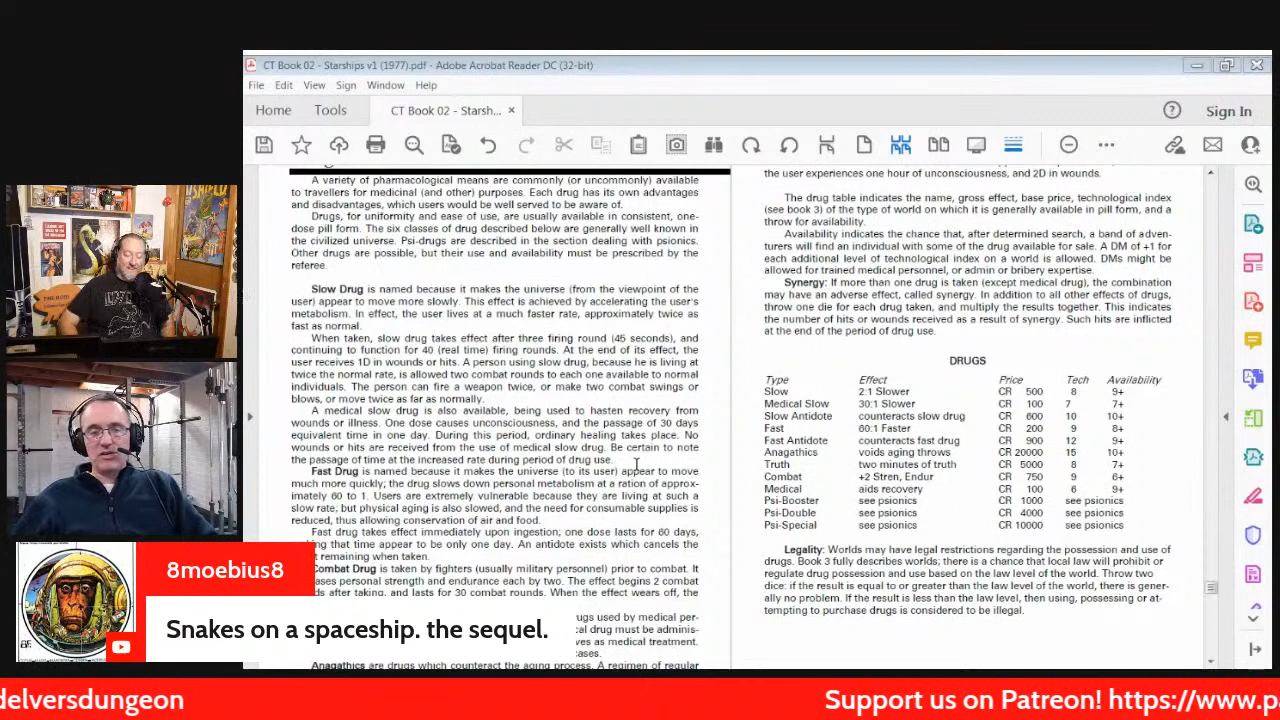 CT Book 02 - Starships v1 (1977).pdf - Adobe Acrobat Reader DC (32-bit)
File Edit View Sign Window Help
Home Tools CT Book 02 - Starsh... × Sign In
A variety of pharmacological means are commonly (or uncommonly) available
to travellers for medicinal (and other) purposes. Each drug has its own advantages
and disadvantages, which users would be well served to be aware of.
Drugs, for uniformity and ease of use, are usually available in consistent, one-
dose pill form. The six classes of drug described below are generally well known in
the civilized universe. Psi-drugs are described in the section dealing with psionics.
Other drugs are possible, but their use and availability must be prescribed by the
referee.
Slow Drug is named because it makes the universe (from the viewpoint of the
user) appear to move more slowly. This effect is achieved by accelerating the user's
metabolism. In effect, the user lives at a much faster rate, approximately twice as
fast as normal.
When taken, slow drug takes effect after three firing round (45 seconds), and
continuing to function for 40 (real time) firing rounds. At the end of its effect, the
user receives 1D in wounds or hits. A person using slow drug, because he is living at
twice the normal rate, is allowed two combat rounds to each one available to normal
individuals. The person can fire a weapon twice, or make two combat swings or
blows, or move twice as far as normally.
A medical slow drug is also available, being used to hasten recovery from
wounds or illness. One dose causes unconsciousness, and the passage of 30 days
equivalent time in one day. During this period, ordinary healing takes place. No
wounds or hits are received from the use of medical slow drug. Be certain to note
the passage of time at the increased rate during period of drug use.
Fast Drug is named because it makes the universe (to its user) appear to move
much more quickly; the drug slows down personal metabolism at a ration of approx-
imately 60 to 1. Users are extremely vulnerable because they are living at such a
slow rate; but physical aging is also slowed, and the need for consumable supplies is
reduced, thus allowing conservation of air and food.
Fast drug takes effect immediately upon ingestion; one dose lasts for 60 days,
that time appear to be only one day. An antidote exists which cancels the
remaining when taken.
Combat Drug is taken by fighters (usually military personnel) prior to combat. It
ases personal strength and endurance each by two. The effect begins 2 combat
ds after taking, and lasts for 30 combat rounds. When the effect wears off, the
ugs used by medical per-
al drug must be adminis-
ves as medical treatment.
cases.
Anagathics are drugs which counteract the aging process. A regimen of regular
the user experiences one hour of unconsciousness, and 2D in wounds.
The drug table indicates the name, gross effect, base price, technological index
(see book 3) of the type of world on which it is generally available in pill form, and a
throw for availability.
Availability indicates the chance that, after determined search, a band of adven-
turers will find an individual with some of the drug available for sale. A DM of +1 for
each additional level of technological index on a world is allowed. DMs might be
allowed for trained medical personnel, or admin or bribery expertise.
Synergy: If more than one drug is taken (except medical drug), the combination
may have an adverse effect, called synergy. In addition to all other effects of drugs,
throw one die for each drug taken, and multiply the results together. This indicates
the number of hits or wounds received as a result of synergy. Such hits are inflicted
at the end of the period of drug use.
DRUGS
Type Effect Price Tech Availability
Slow 2:1 Slower CR 500 8 9+
Medical Slow 30:1 Slower CR 100 7 7+
Slow Antidote counteracts slow drug CR 600 10 10+
Fast 60:1 Faster CR 200 9 8+
Fast Antidote counteracts fast drug CR 900 12 9+
Anagathics voids aging throws CR 20000 15 10+
Truth two minutes of truth CR 5000 8 7+
Combat +2 Stren, Endur CR 750 9 6+
Medical aids recovery CR 100 6 9+
Psi-Booster see psionics CR 1000 see psionics
Psi-Double see psionics CR 4000 see psionics
Psi-Special see psionics CR 10000 see psionics
Legality: Worlds may have legal restrictions regarding the possession and use of
drugs. Book 3 fully describes worlds; there is a chance that local law will prohibit or
regulate drug possession and use based on the law level of the world. Throw two
dice: if the result is equal to or greater than the law level of the world, there is gener-
ally no problem. If the result is less than the law level, then using, possessing or at-
tempting to purchase drugs is considered to be illegal.
8moebius8
Snakes on a spaceship. the sequel.
delversdungeon Support us on Patreon! https://www.p